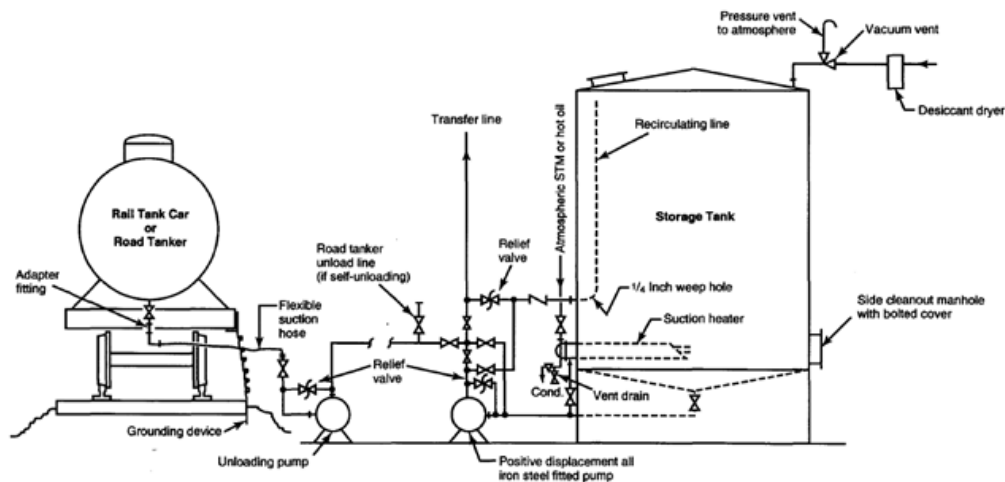 Pressure vent
to atmosphere
Vacuum vent
Desiccant dryer
Transfer line
Atmospheric STM or hot oil
Recirculating line
Rail Tank Car
or
Road Tanker
Storage Tank
Road tanker
unload line
(if self-unloading)
Relief
valve
Adapter
fitting
Flexible
suction
hose
1/4 Inch weep hole
Suction heater
Side cleanout manhole
with bolted cover
Relief
valve
Cond.
Vent drain
Grounding device
Unloading pump
Positive displacement all
iron steel fitted pump